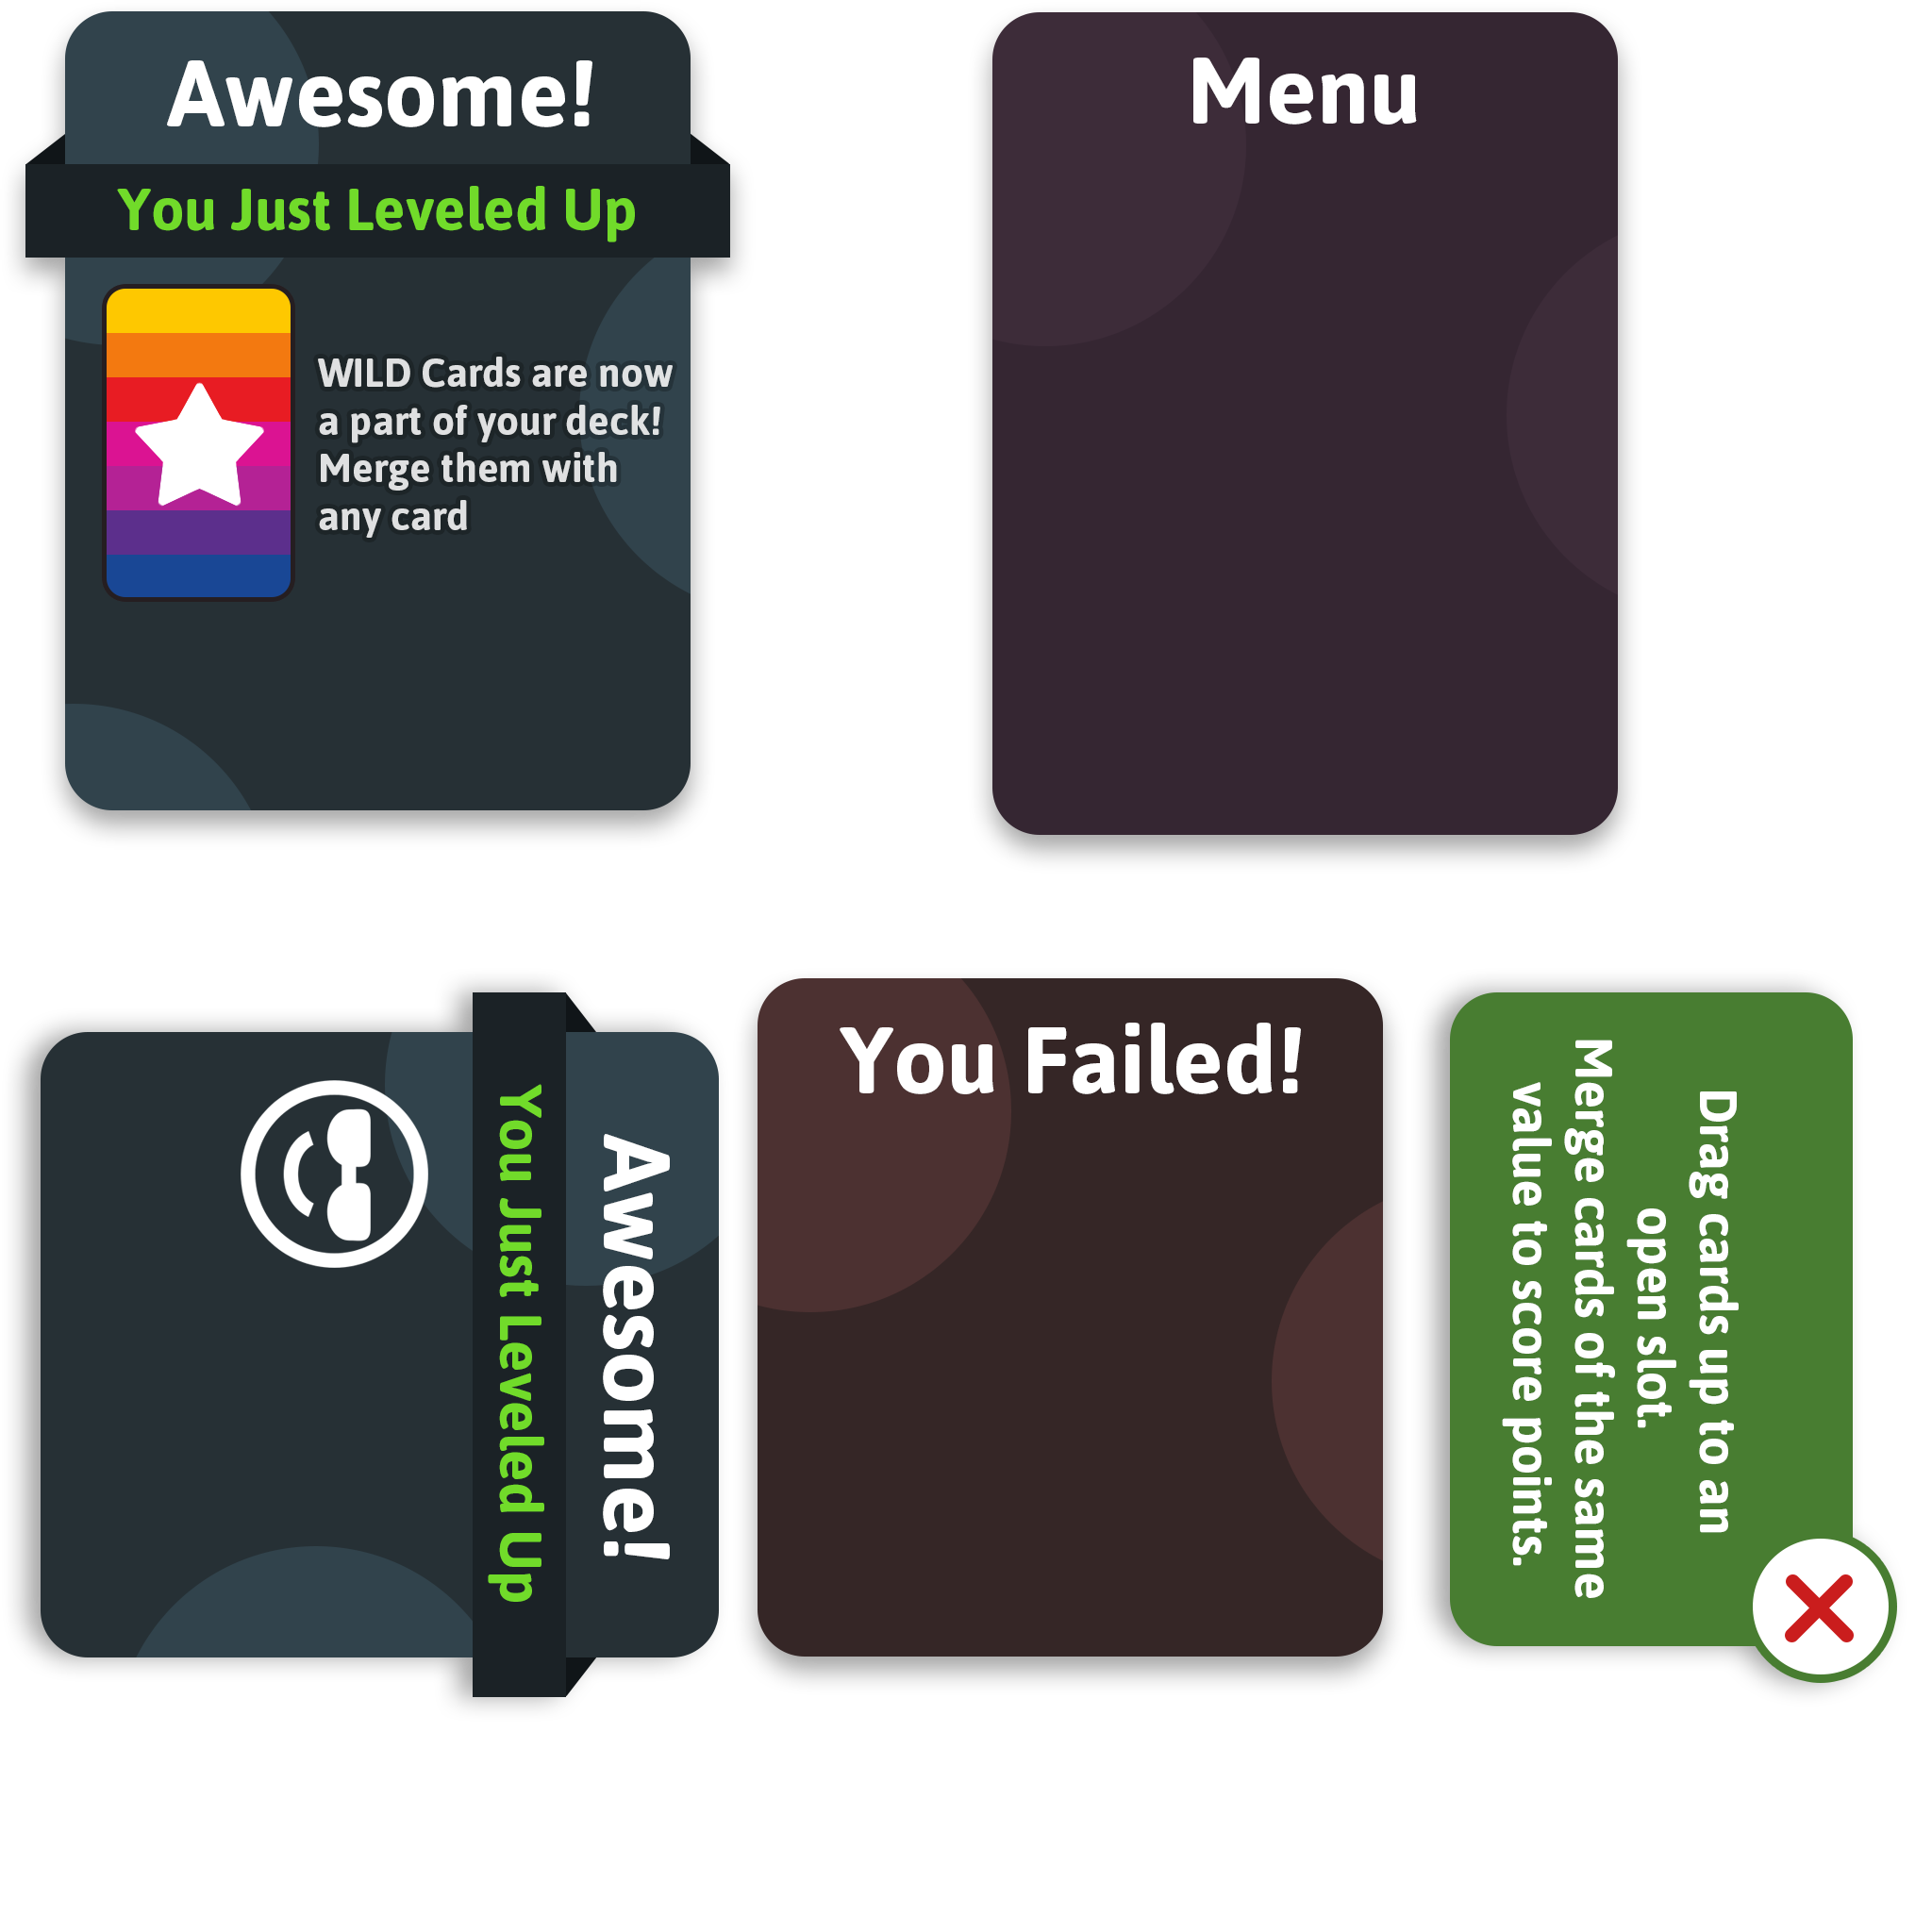 Awesome!
You Just Leveled Up
WILD Cards are now
a part of your deck!
Merge them with
any card
Menu
Awesome!
You Just Leveled Up
You Failed!
Drag cards up to an
open slot.
Merge cards of the same
value to score points.